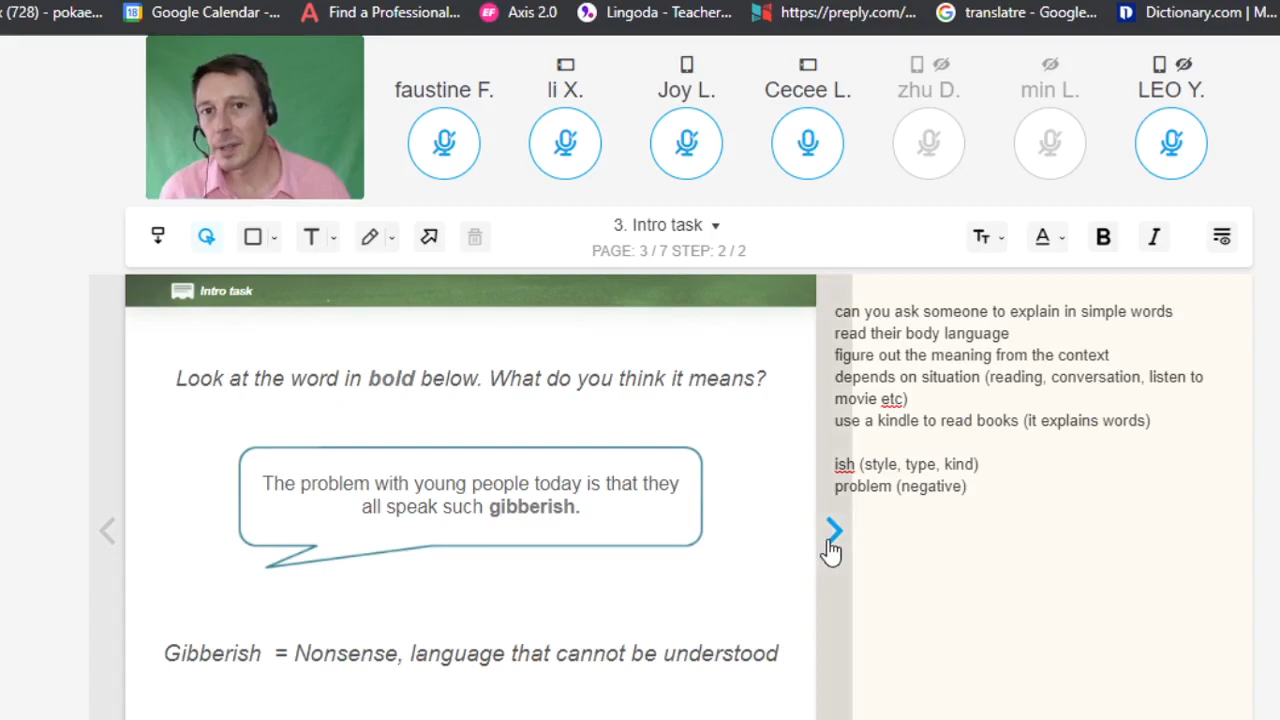 x (728) - pokae...
18
Google Calendar -...
Find a Professional...
EF
Axis 2.0
Lingoda - Teacher...
https://preply.com/...
translatre - Google...
Dictionary.com | M...
faustine F.
li X.
Joy L.
Cecee L.
zhu D.
min L.
LEO Y.
3. Intro task
PAGE: 3 / 7 STEP: 2 / 2
T
TT
A
B
I
Intro task
Look at the word in bold below. What do you think it means?
The problem with young people today is that they
all speak such gibberish.
Gibberish = Nonsense, language that cannot be understood
can you ask someone to explain in simple words
read their body language
figure out the meaning from the context
depends on situation (reading, conversation, listen to
movie etc)
use a kindle to read books (it explains words)
ish (style, type, kind)
problem (negative)